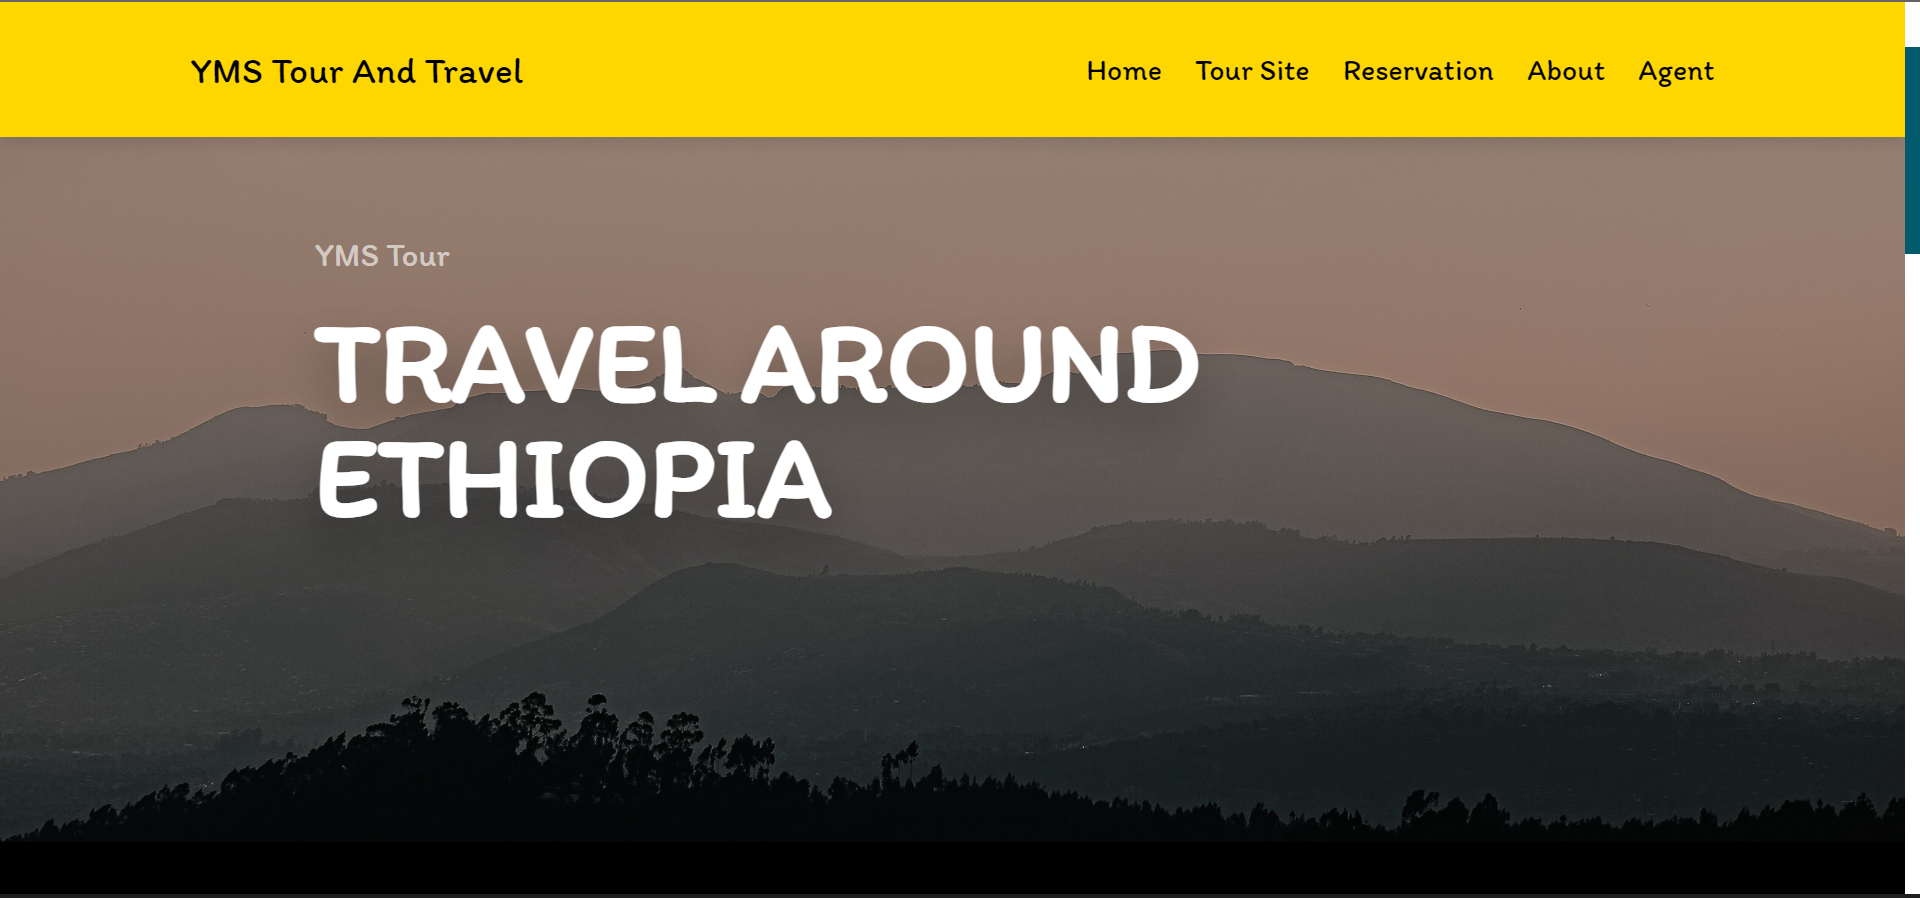 YMS Tour And Travel
Home Tour Site Reservation About Agent
YMS Tour
TRAVEL AROUND
ETHIOPIA